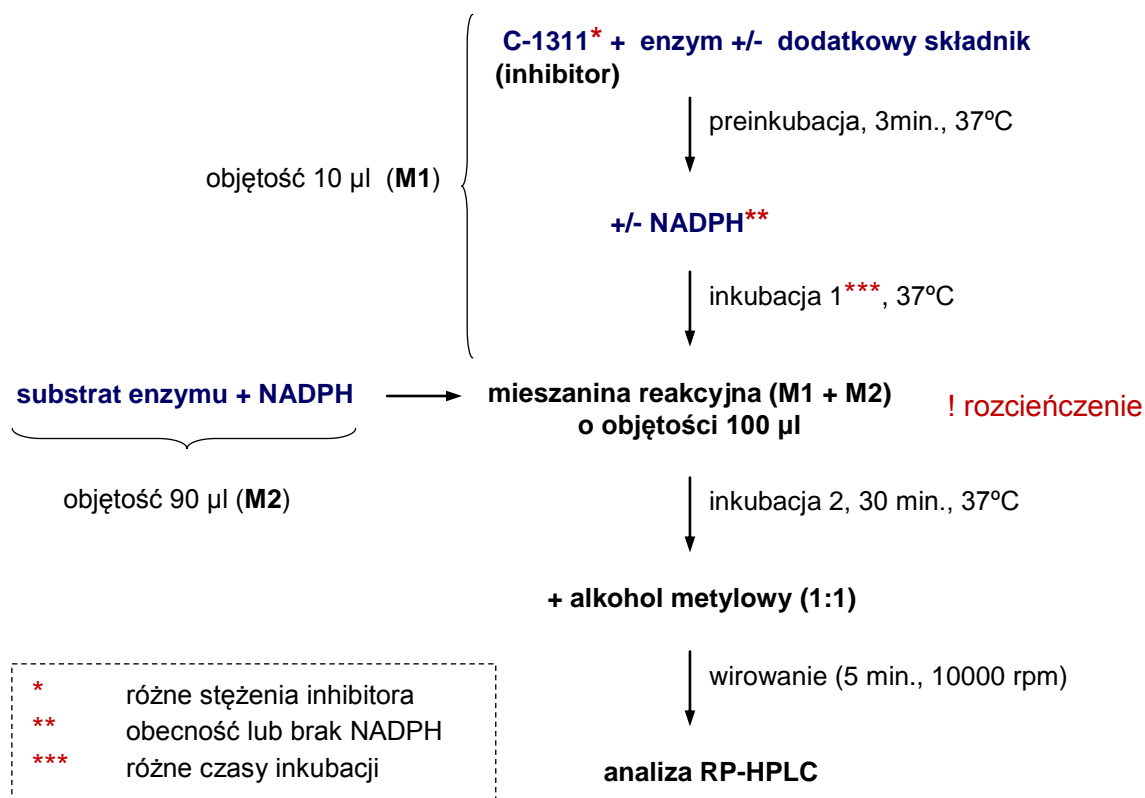 C-1311* + enzym +/- dodatkowy składnik
(inhibitor)
preinkubacja, 3min., 37ºC
objętość 10 µl (M1)
+/- NADPH**
inkubacja 1***, 37ºC
substrat enzymu + NADPH
mieszanina reakcyjna (M1 + M2)
o objętości 100 µl
! rozcieńczenie
objętość 90 µl (M2)
inkubacja 2, 30 min., 37ºC
+ alkohol metylowy (1:1)
wirowanie (5 min., 10000 rpm)
* różne stężenia inhibitora
** obecność lub brak NADPH
*** różne czasy inkubacji
analiza RP-HPLC